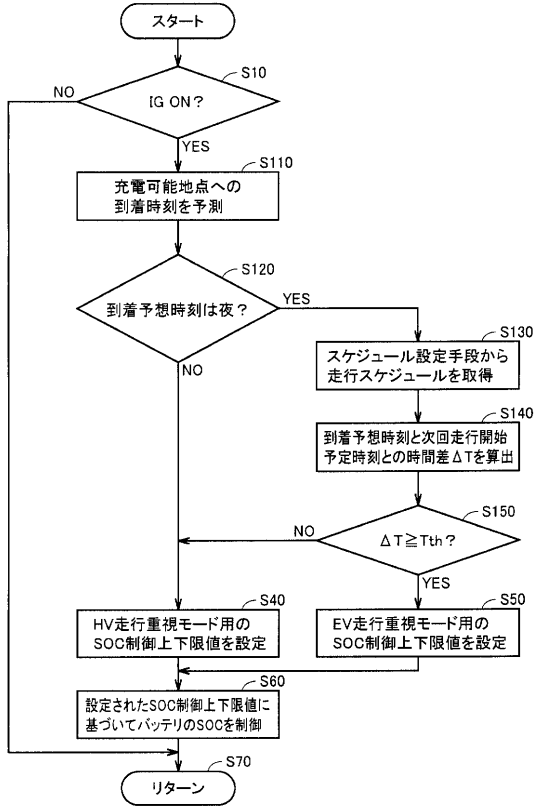 スタート
S10
IG ON？
NO
YES
S110
充電可能地点への
到着時刻を予測
S120
到着予想時刻は夜？
YES
NO
S130
スケジュール設定手段から
走行スケジュールを取得
S140
到着予想時刻と次回走行開始
予定時刻との時間差ΔTを算出
S150
ΔT≧Tth？
NO
YES
S40
HV走行重視モード用の
SOC制御上下限値を設定
S50
EV走行重視モード用の
SOC制御上下限値を設定
S60
設定されたSOC制御上下限値に
基づいてバッテリのSOCを制御
S70
リターン